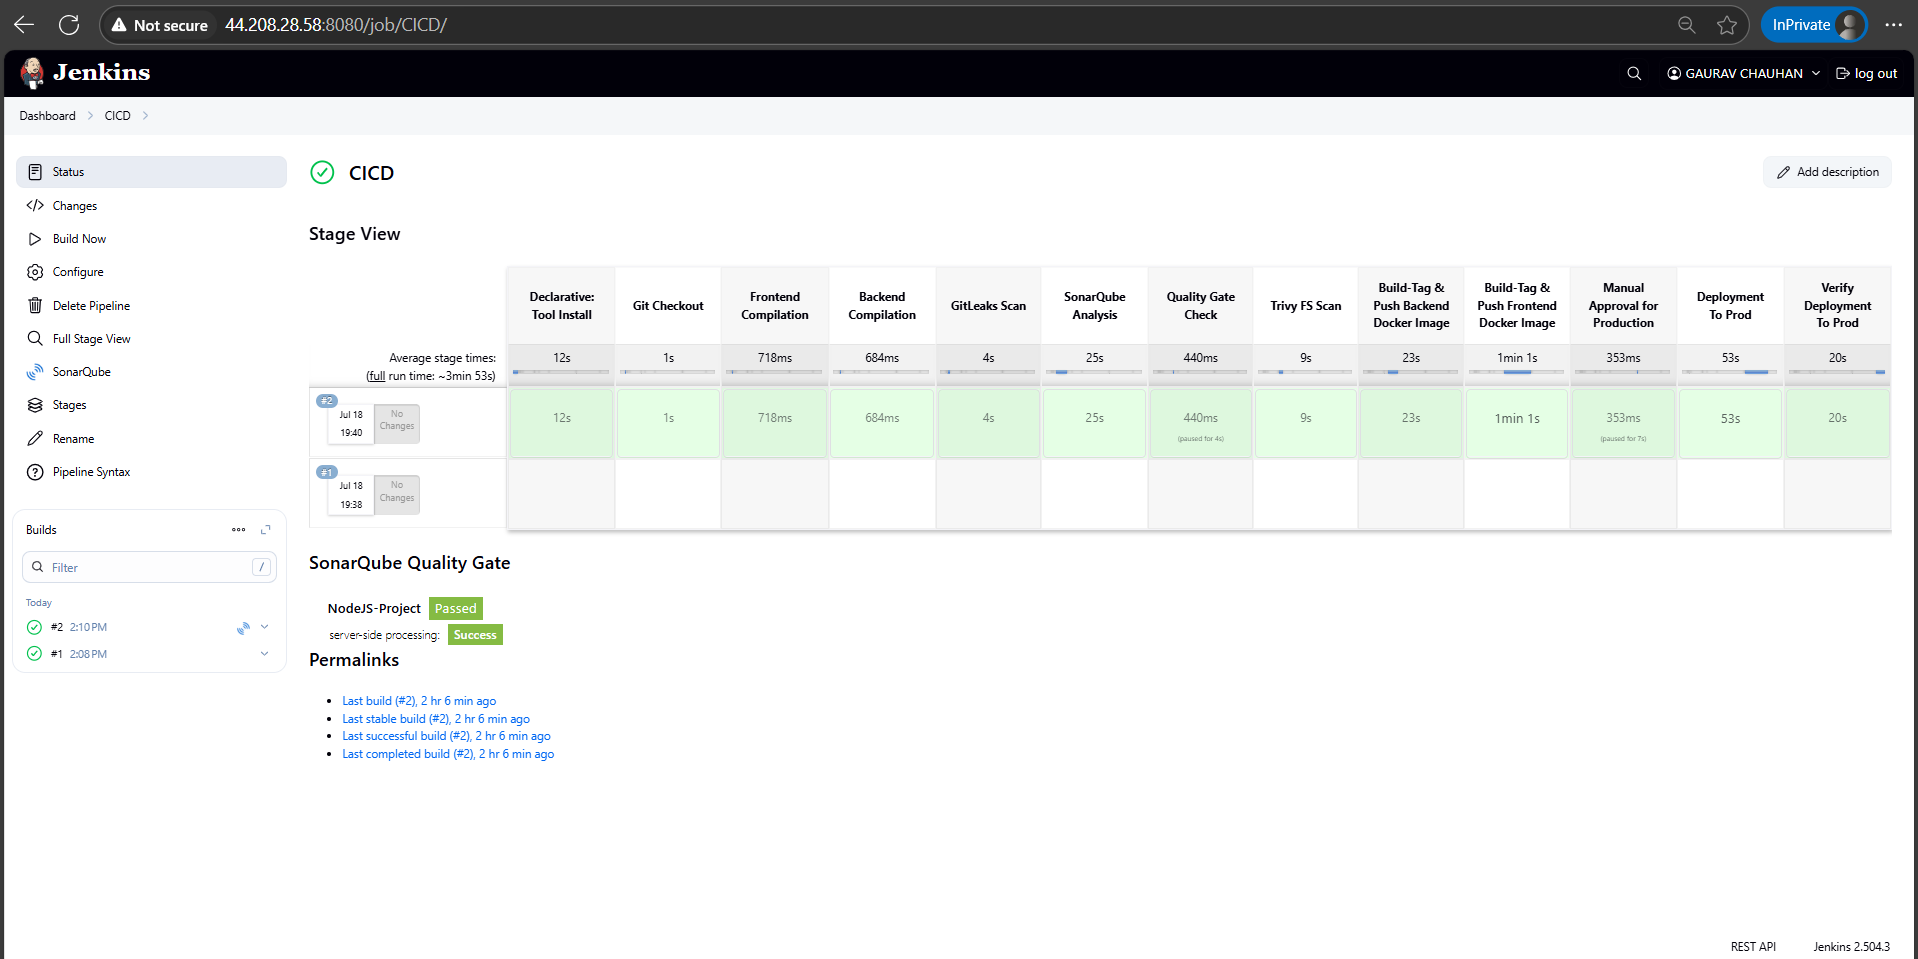 Not secure 44.208.28.58:8080/job/CICD/
InPrivate
Jenkins
GAURAV CHAUHAN
log out
Dashboard
CICD
Status
Changes
Build Now
Configure
Delete Pipeline
Full Stage View
SonarQube
Stages
Rename
Pipeline Syntax
Builds
Filter
/
Today
#2 2:10 PM
#1 2:08 PM
CICD
Add description
Stage View
Declarative:
Tool Install
Git Checkout
Frontend
Compilation
Backend
Compilation
GitLeaks Scan
SonarQube
Analysis
Quality Gate
Check
Trivy FS Scan
Build-Tag &
Push Backend
Docker Image
Build-Tag &
Push Frontend
Docker Image
Manual
Approval for
Production
Deployment
To Prod
Verify
Deployment
To Prod
Average stage times:
(full run time: ~3min 53s)
12s 1s 718ms 684ms 4s 25s 440ms 9s 23s 1min 1s 353ms 53s 20s
#2
Jul 18
19:40
No
Changes
12s 1s 718ms 684ms 4s 25s 440ms 9s 23s 1min 1s 353ms 53s 20s
(paused for 4s) (paused for 7s)
#1
Jul 18
19:38
No
Changes
SonarQube Quality Gate
NodeJS-Project Passed
server-side processing: Success
Permalinks
Last build (#2), 2 hr 6 min ago
Last stable build (#2), 2 hr 6 min ago
Last successful build (#2), 2 hr 6 min ago
Last completed build (#2), 2 hr 6 min ago
REST API
Jenkins 2.504.3